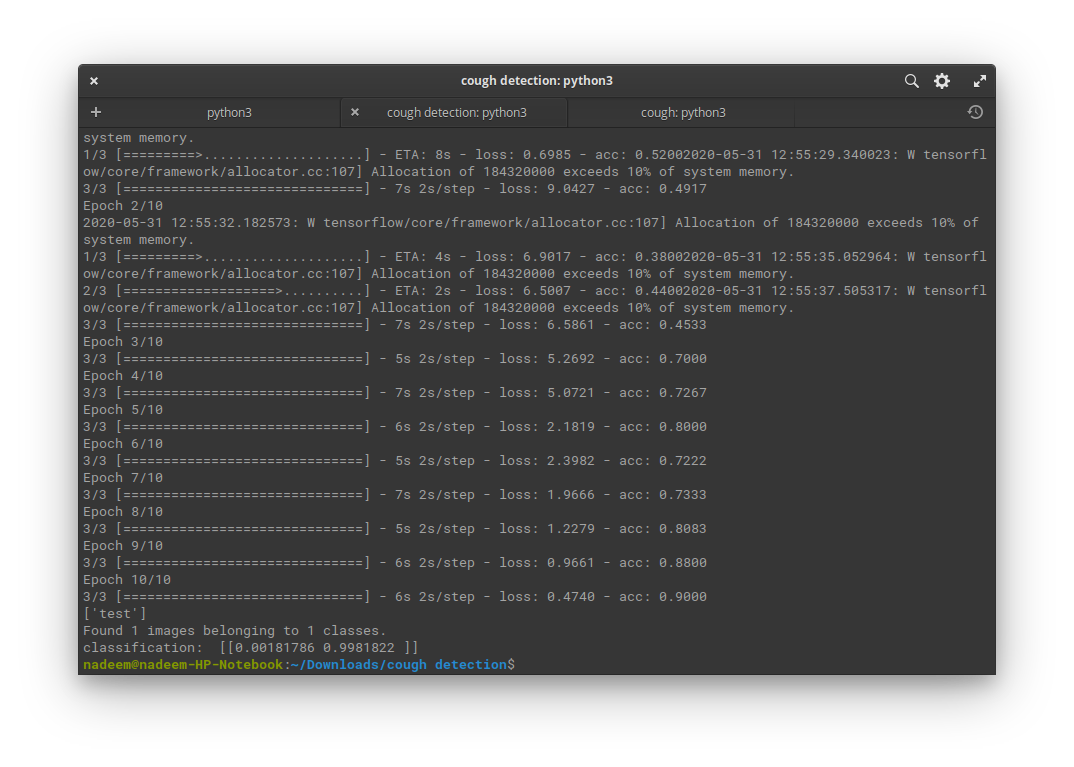 cough detection: python3
python3
cough detection: python3
cough: python3
system memory.
1/3 [=========>....................] - ETA: 8s - loss: 0.6985 - acc: 0.52002020-05-31 12:55:29.340023: W tensorfl
ow/core/framework/allocator.cc:107] Allocation of 184320000 exceeds 10% of system memory.
3/3 [==============================] - 7s 2s/step - loss: 9.0427 - acc: 0.4917
Epoch 2/10
2020-05-31 12:55:32.182573: W tensorflow/core/framework/allocator.cc:107] Allocation of 184320000 exceeds 10% of
system memory.
1/3 [=========>....................] - ETA: 4s - loss: 6.9017 - acc: 0.38002020-05-31 12:55:35.052964: W tensorfl
ow/core/framework/allocator.cc:107] Allocation of 184320000 exceeds 10% of system memory.
2/3 [===================>..........] - ETA: 2s - loss: 6.5007 - acc: 0.44002020-05-31 12:55:37.505317: W tensorfl
ow/core/framework/allocator.cc:107] Allocation of 184320000 exceeds 10% of system memory.
3/3 [==============================] - 7s 2s/step - loss: 6.5861 - acc: 0.4533
Epoch 3/10
3/3 [==============================] - 5s 2s/step - loss: 5.2692 - acc: 0.7000
Epoch 4/10
3/3 [==============================] - 7s 2s/step - loss: 5.0721 - acc: 0.7267
Epoch 5/10
3/3 [==============================] - 6s 2s/step - loss: 2.1819 - acc: 0.8000
Epoch 6/10
3/3 [==============================] - 5s 2s/step - loss: 2.3982 - acc: 0.7222
Epoch 7/10
3/3 [==============================] - 7s 2s/step - loss: 1.9666 - acc: 0.7333
Epoch 8/10
3/3 [==============================] - 5s 2s/step - loss: 1.2279 - acc: 0.8083
Epoch 9/10
3/3 [==============================] - 6s 2s/step - loss: 0.9661 - acc: 0.8800
Epoch 10/10
3/3 [==============================] - 6s 2s/step - loss: 0.4740 - acc: 0.9000
['test']
Found 1 images belonging to 1 classes.
classification:  [[0.00181786 0.9981822 ]]
nadeem@nadeem-HP-Notebook:~/Downloads/cough detection$